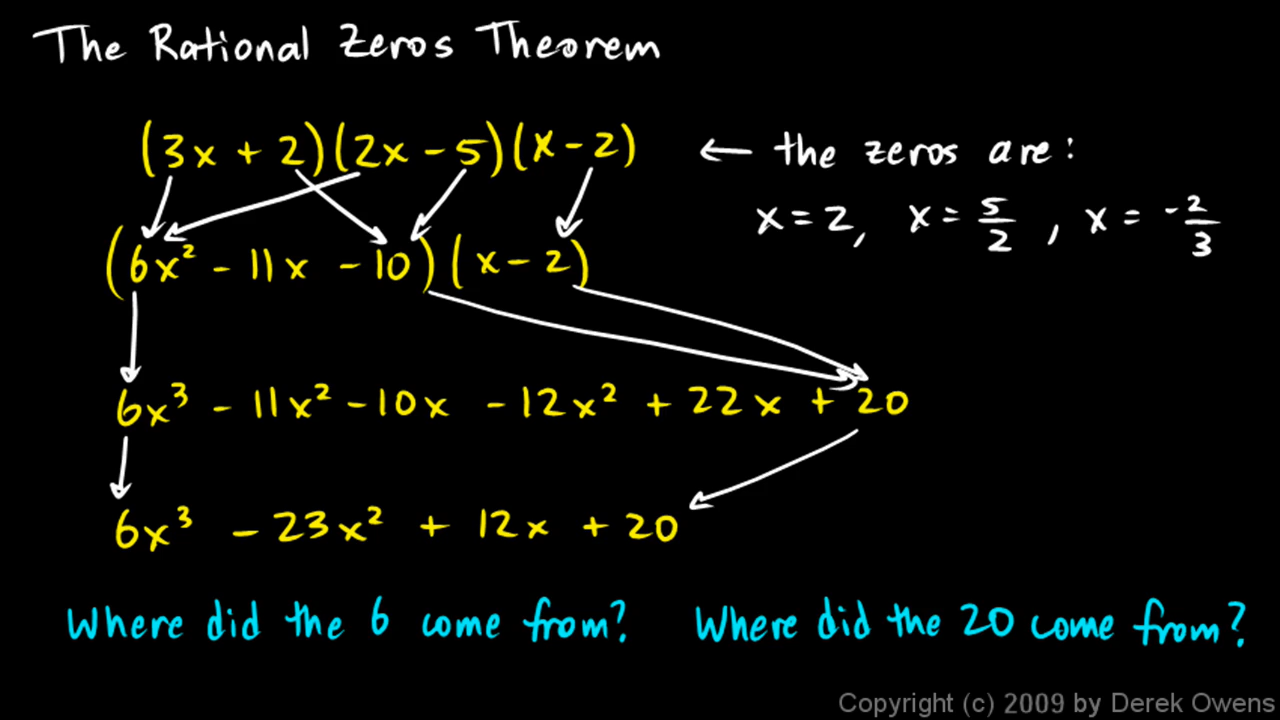 The Rational Zeros Theorem
(3x + 2)(2x - 5)(x - 2) ← the zeros are:
x = 2, x = 5/2, x = -2/3
(6x² - 11x - 10)(x - 2)
6x³ - 11x² - 10x - 12x² + 22x + 20
6x³ - 23x² + 12x + 20
Where did the 6 come from? Where did the 20 come from?
Copyright (c) 2009 by Derek Owens